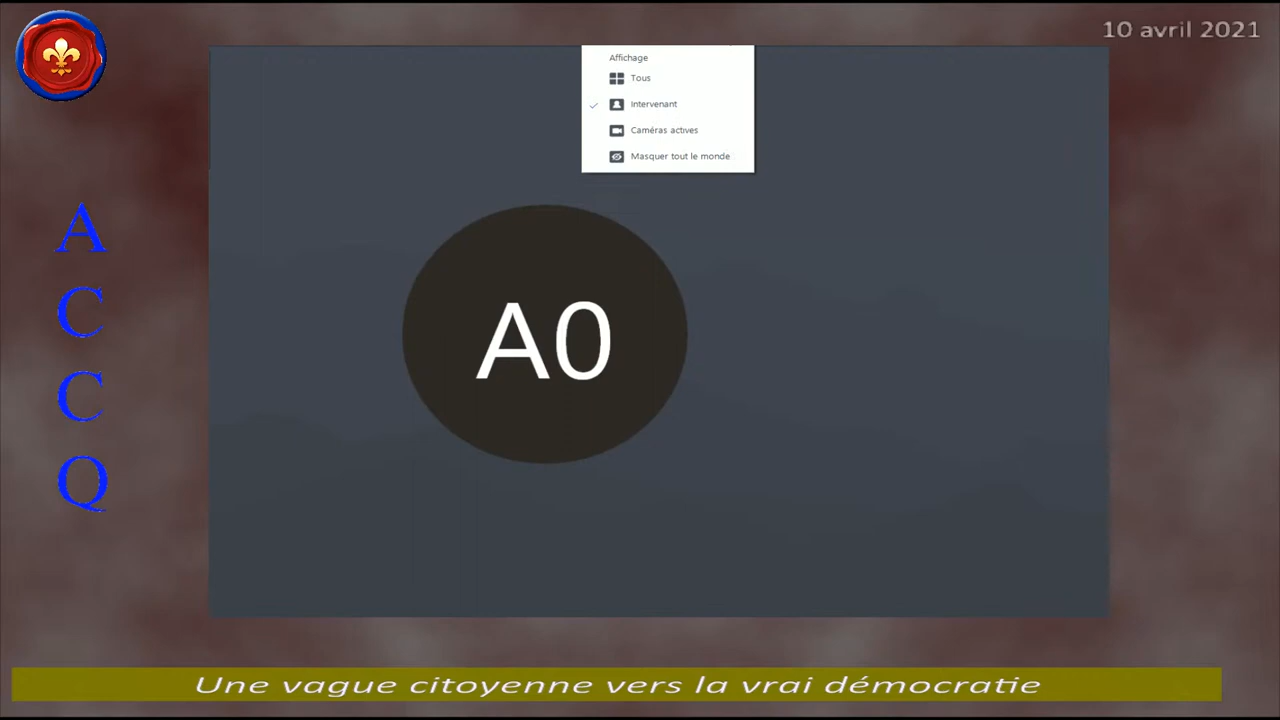 10 avril 2021
Affichage
Tous
Intervenant
Caméras actives
Masquer tout le monde
A
C
C
Q
A0
Une vague citoyenne vers la vrai démocratie